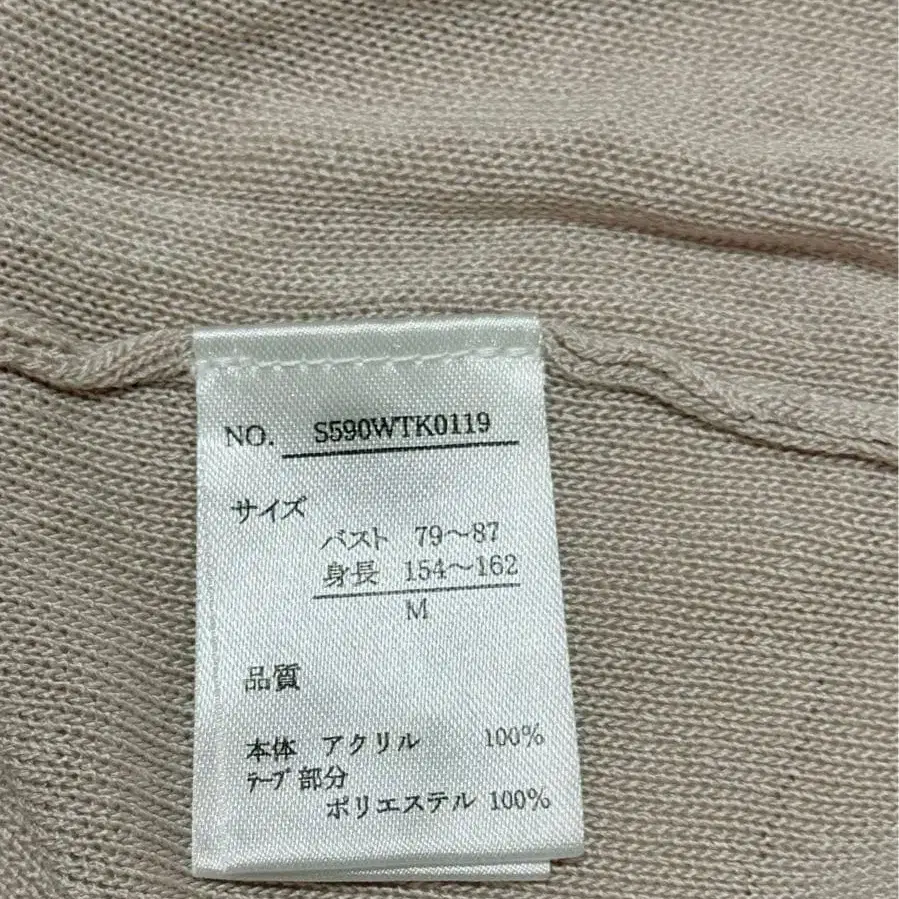 NO. S590WTK0119
サイズ
バスト 79～87
身長 154～162
M
品質
本体 アクリル 100%
テープ部分
ポリエステル 100%